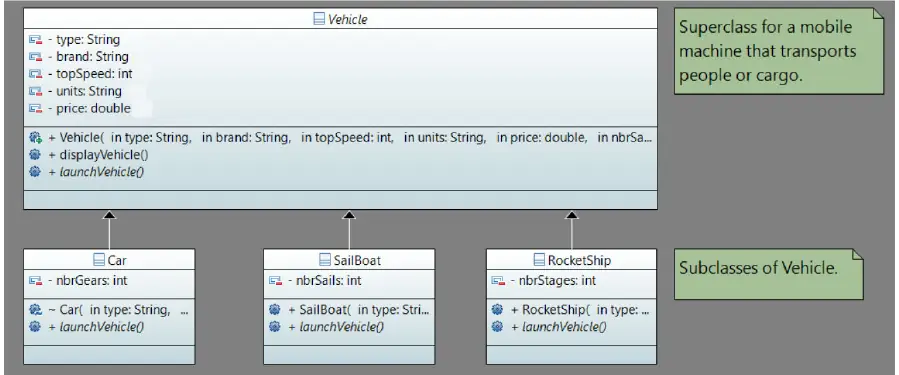 Vehicle
- type: String
- brand: String
- topSpeed: int
- units: String
- price: double
+ Vehicle( in type: String, in brand: String, in topSpeed: int, in units: String, in price: double, in nbrSa...
+ displayVehicle()
+ launchVehicle()
Superclass for a mobile
machine that transports
people or cargo.
Car
- nbrGears: int
~ Car( in type: String, ...
+ launchVehicle()
SailBoat
- nbrSails: int
+ SailBoat( in type: Stri...
+ launchVehicle()
RocketShip
- nbrStages: int
+ RocketShip( in type: ...
+ launchVehicle()
Subclasses of Vehicle.